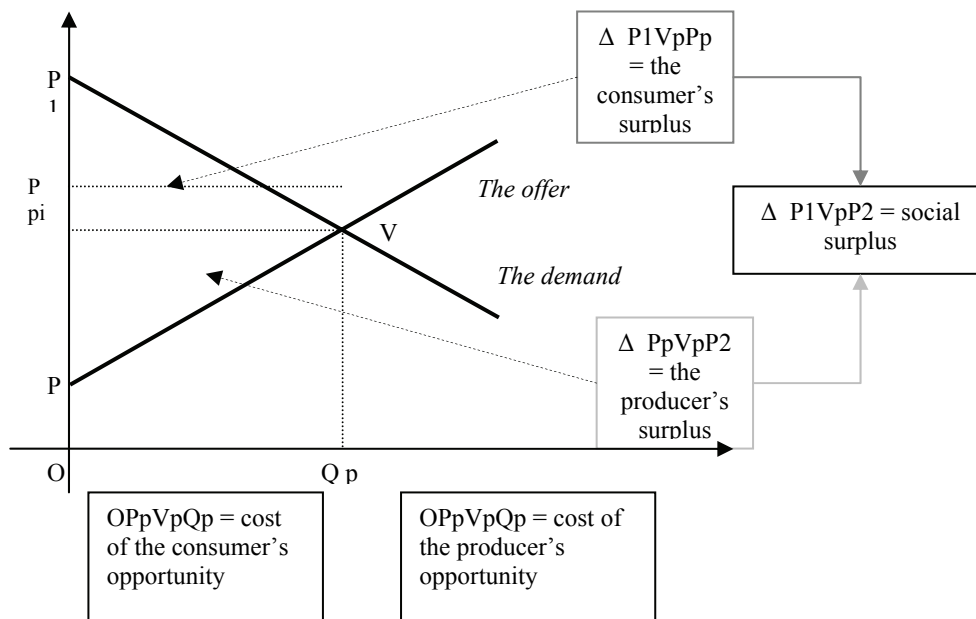 Δ P1VpPp
= the
consumer's
surplus
P
1
P
pi
The offer
V
Δ P1VpP2 = social
surplus
The demand
Δ PpVpP2
= the
producer's
surplus
P
O
Q p
OPpVpQp = cost
of the consumer's
opportunity
OPpVpQp = cost of
the producer's
opportunity